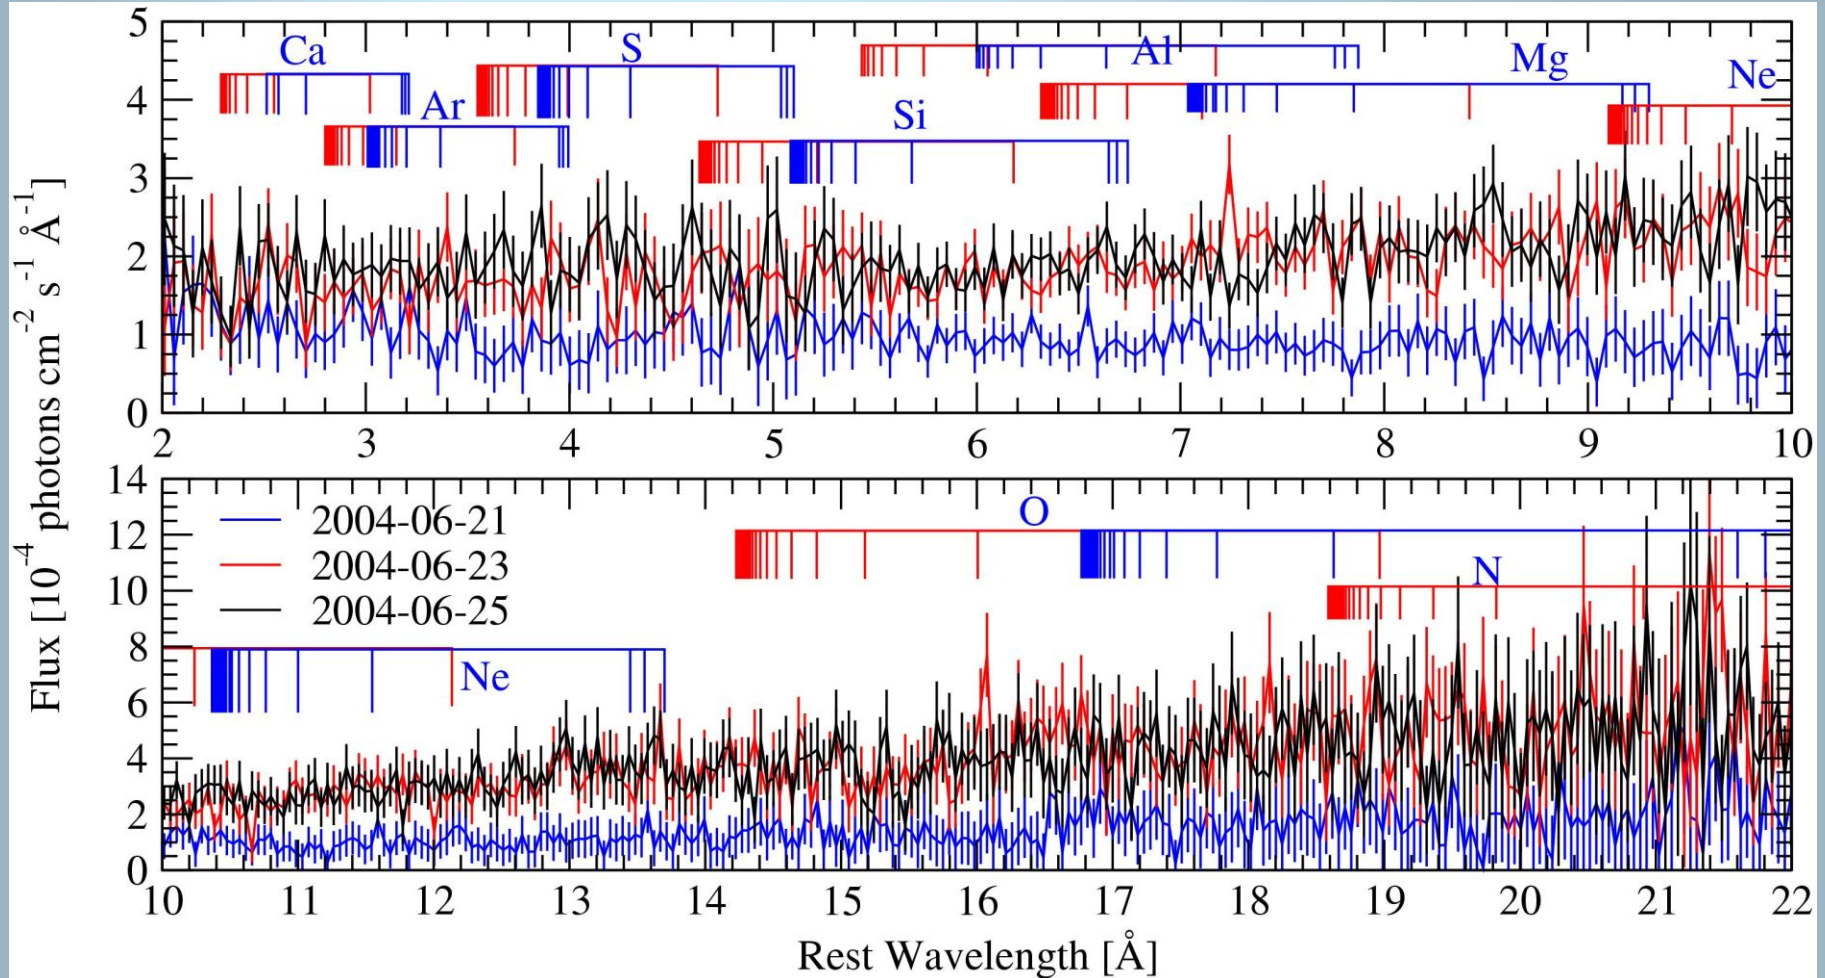 Flux [10⁻⁴ photons cm⁻² s⁻¹ Å⁻¹]
5
4
3
2
1
0
Ca
S
Al
Mg
Ne
Ar
Si
2 3 4 5 6 7 8 9 10
14
12
10
8
6
4
2
0
2004-06-21
2004-06-23
2004-06-25
O
N
Ne
10 11 12 13 14 15 16 17 18 19 20 21 22
Rest Wavelength [Å]